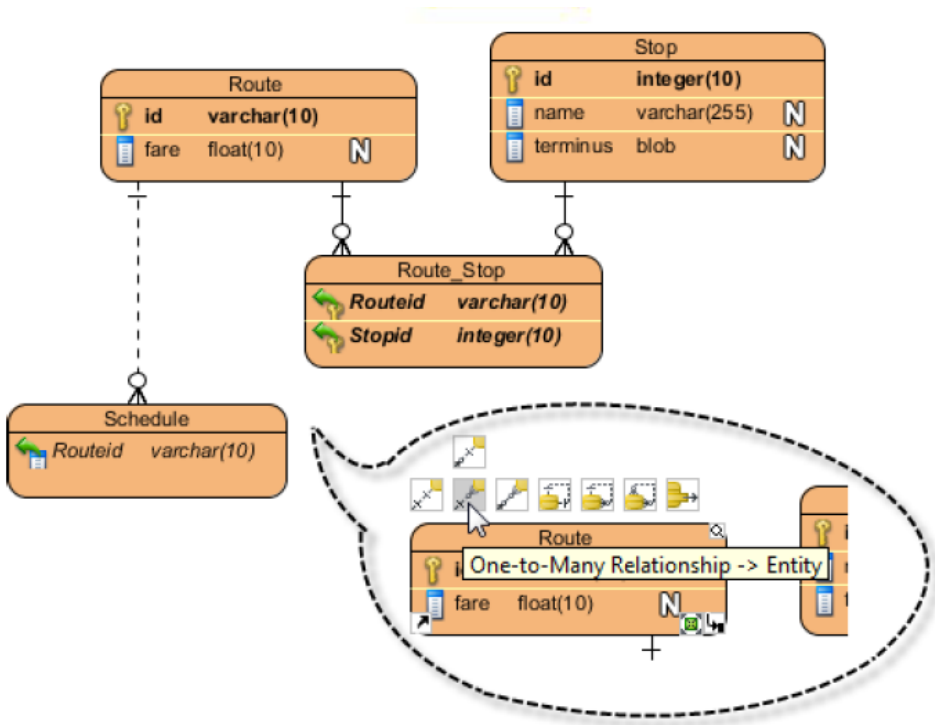 Stop
id integer(10)
name varchar(255) N
terminus blob N
Route
id varchar(10)
fare float(10) N
Route_Stop
Routeid varchar(10)
Stopid integer(10)
Schedule
Routeid varchar(10)
Route
One-to-Many Relationship -> Entity
fare float(10) N